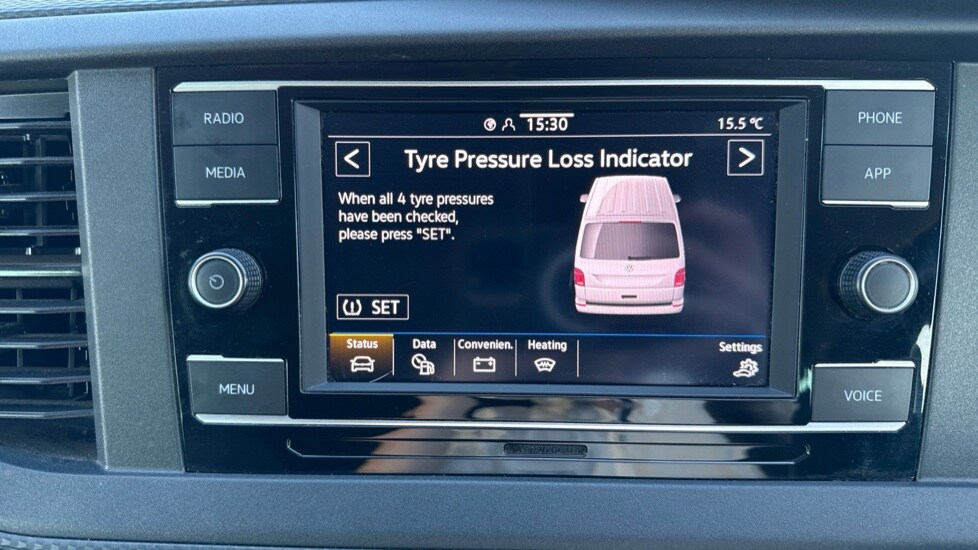 RADIO
MEDIA
MENU
15:30
15.5 °C
<
Tyre Pressure Loss Indicator
>
When all 4 tyre pressures
have been checked,
please press "SET".
SET
Status
Data
Convenien.
Heating
Settings
PHONE
APP
VOICE